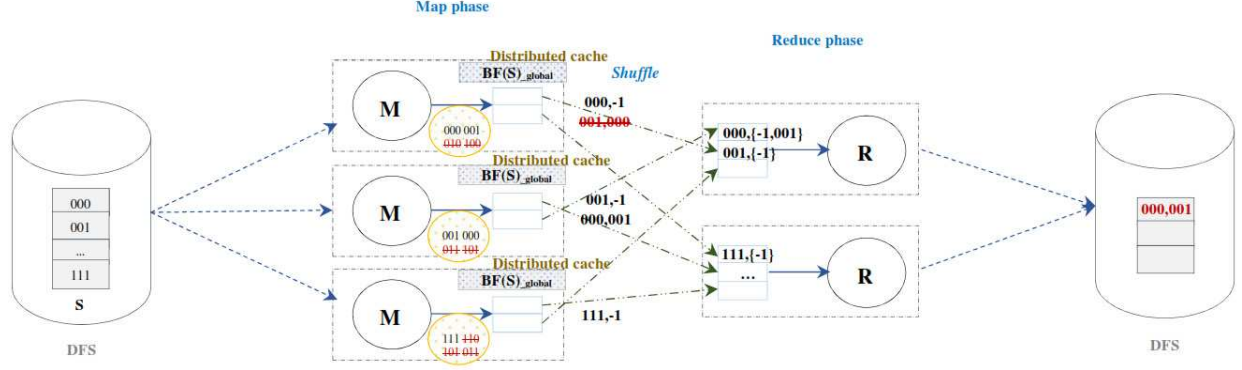 Map phase
Reduce phase
Distributed cache
BF(S)_global
Shuffle
M
000 001
010 100
000,-1
001,000
Distributed cache
BF(S)_global
M
001 000
011 101
001,-1
000,001
Distributed cache
BF(S)_global
M
111 110
101 011
111,-1
000
001
...
111
S
DFS
000,{-1,001}
001,{-1}
R
111,{-1}
...
R
000,001
DFS